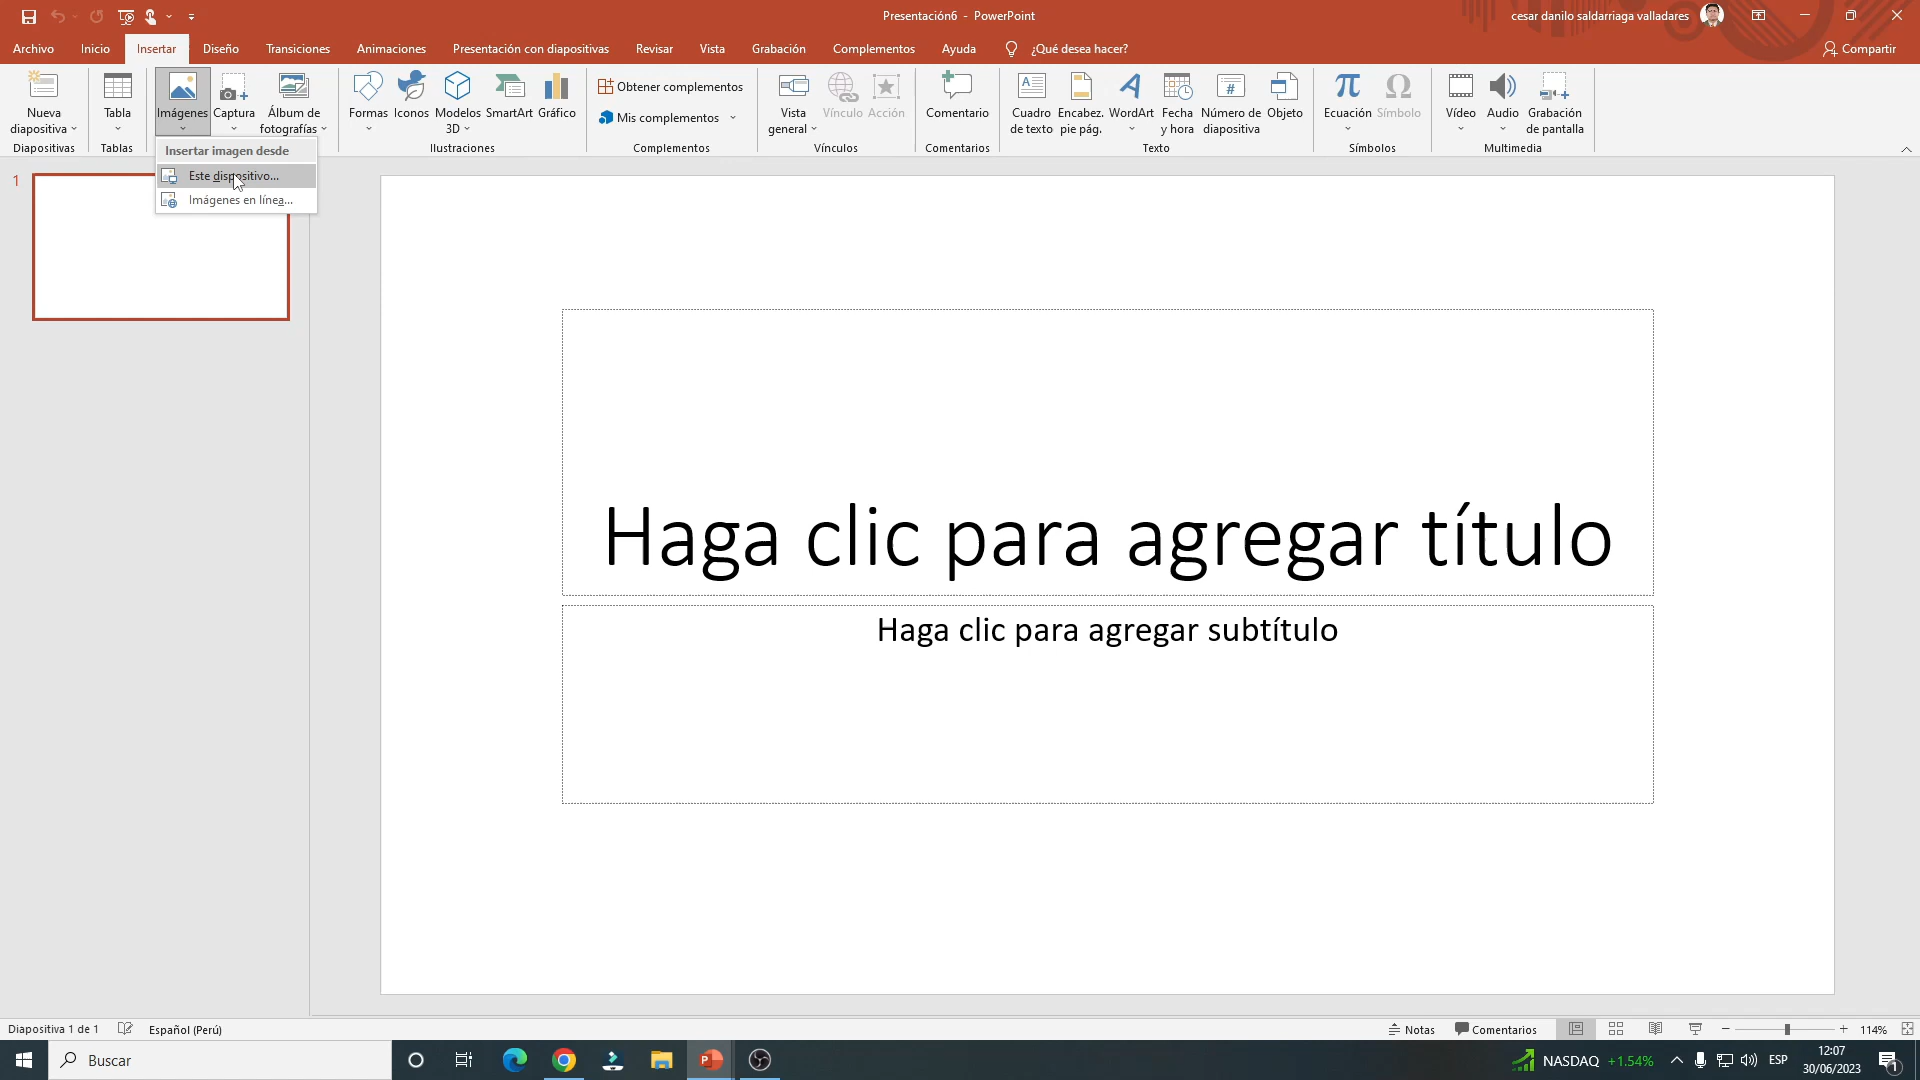 Presentación6 - PowerPoint
cesar danilo saldarriaga valladares
Archivo Inicio Insertar Diseño Transiciones Animaciones Presentación con diapositivas Revisar Vista Grabación Complementos Ayuda ¿Qué desea hacer? Compartir
Nueva diapositiva
Tabla
Imágenes
Captura
Álbum de fotografías
Formas
Iconos
Modelos 3D
SmartArt
Gráfico
Obtener complementos
Mis complementos
Vista general
Vínculo
Acción
Comentario
Cuadro de texto
Encabez. pie pág.
WordArt
Fecha y hora
Número de diapositiva
#
Objeto
π
Ecuación
Ω
Símbolo
Vídeo
Audio
Grabación de pantalla
Diapositivas Tablas Ilustraciones Complementos Vínculos Comentarios Texto Símbolos Multimedia
Insertar imagen desde
Este dispositivo...
Imágenes en línea...
1
Haga clic para agregar título
Haga clic para agregar subtítulo
Diapositiva 1 de 1 Español (Perú) Notas Comentarios 114%
Buscar
NASDAQ +1.54%
ESP
12:07
30/06/2023
1